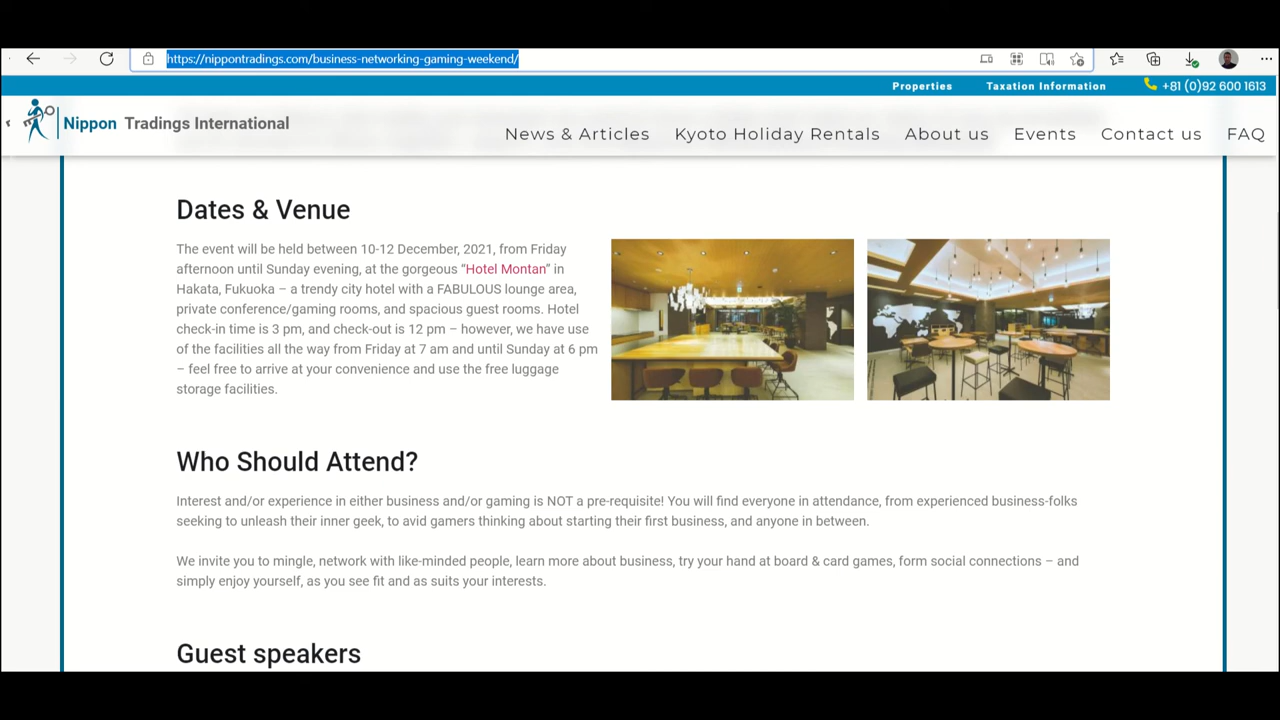 https://nippontradings.com/business-networking-gaming-weekend/
Properties
Taxation Information
+81 (0)92 600 1613
Nippon Tradings International
News & Articles
Kyoto Holiday Rentals
About us
Events
Contact us
FAQ
Dates & Venue
The event will be held between 10-12 December, 2021, from Friday
afternoon until Sunday evening, at the gorgeous “Hotel Montan” in
Hakata, Fukuoka – a trendy city hotel with a FABULOUS lounge area,
private conference/gaming rooms, and spacious guest rooms. Hotel
check-in time is 3 pm, and check-out is 12 pm – however, we have use
of the facilities all the way from Friday at 7 am and until Sunday at 6 pm
– feel free to arrive at your convenience and use the free luggage
storage facilities.
Who Should Attend?
Interest and/or experience in either business and/or gaming is NOT a pre-requisite! You will find everyone in attendance, from experienced business-folks
seeking to unleash their inner geek, to avid gamers thinking about starting their first business, and anyone in between.
We invite you to mingle, network with like-minded people, learn more about business, try your hand at board & card games, form social connections – and
simply enjoy yourself, as you see fit and as suits your interests.
Guest speakers